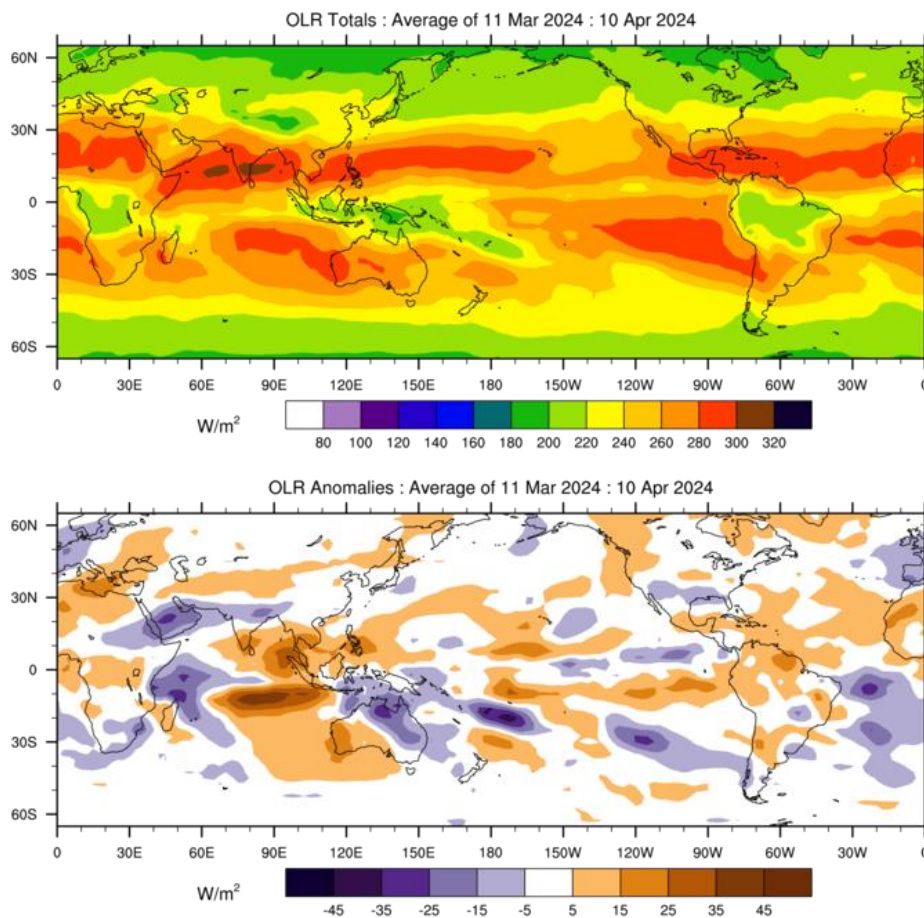 OLR Totals : Average of 11 Mar 2024 : 10 Apr 2024
60N
30N
0
30S
60S
0 30E 60E 90E 120E 150E 180 150W 120W 90W 60W 30W
W/m²
80 100 120 140 160 180 200 220 240 260 280 300 320
OLR Anomalies : Average of 11 Mar 2024 : 10 Apr 2024
60N
30N
0
30S
60S
0 30E 60E 90E 120E 150E 180 150W 120W 90W 60W 30W
W/m²
-45 -35 -25 -15 -5 5 15 25 35 45